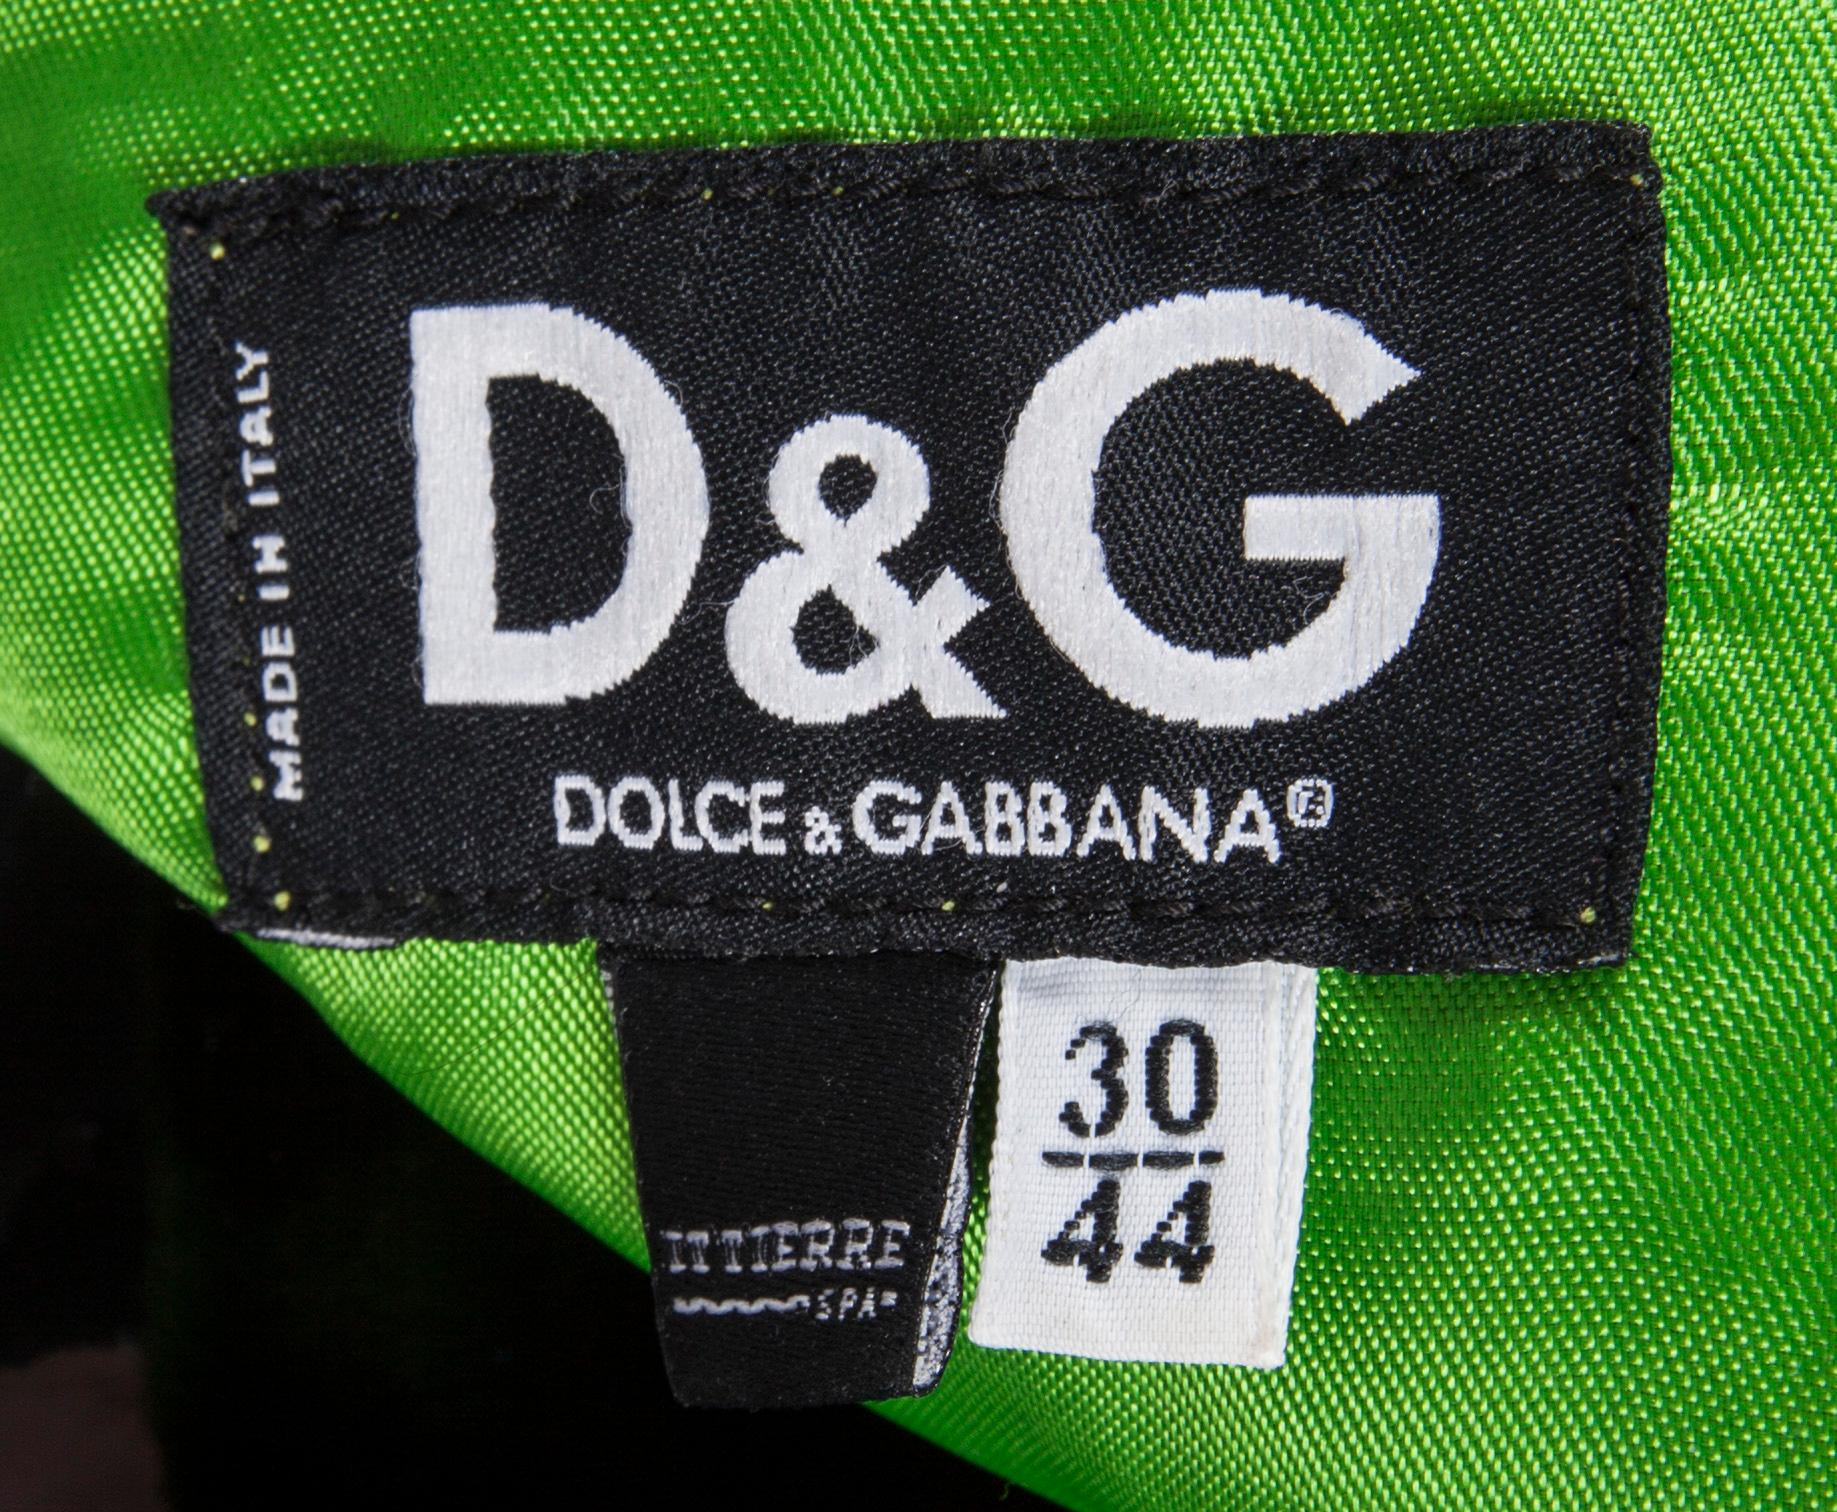 MADE IN ITALY
D&G
DOLCE & GABBANA®
ITTIERRE
SPA
30
44